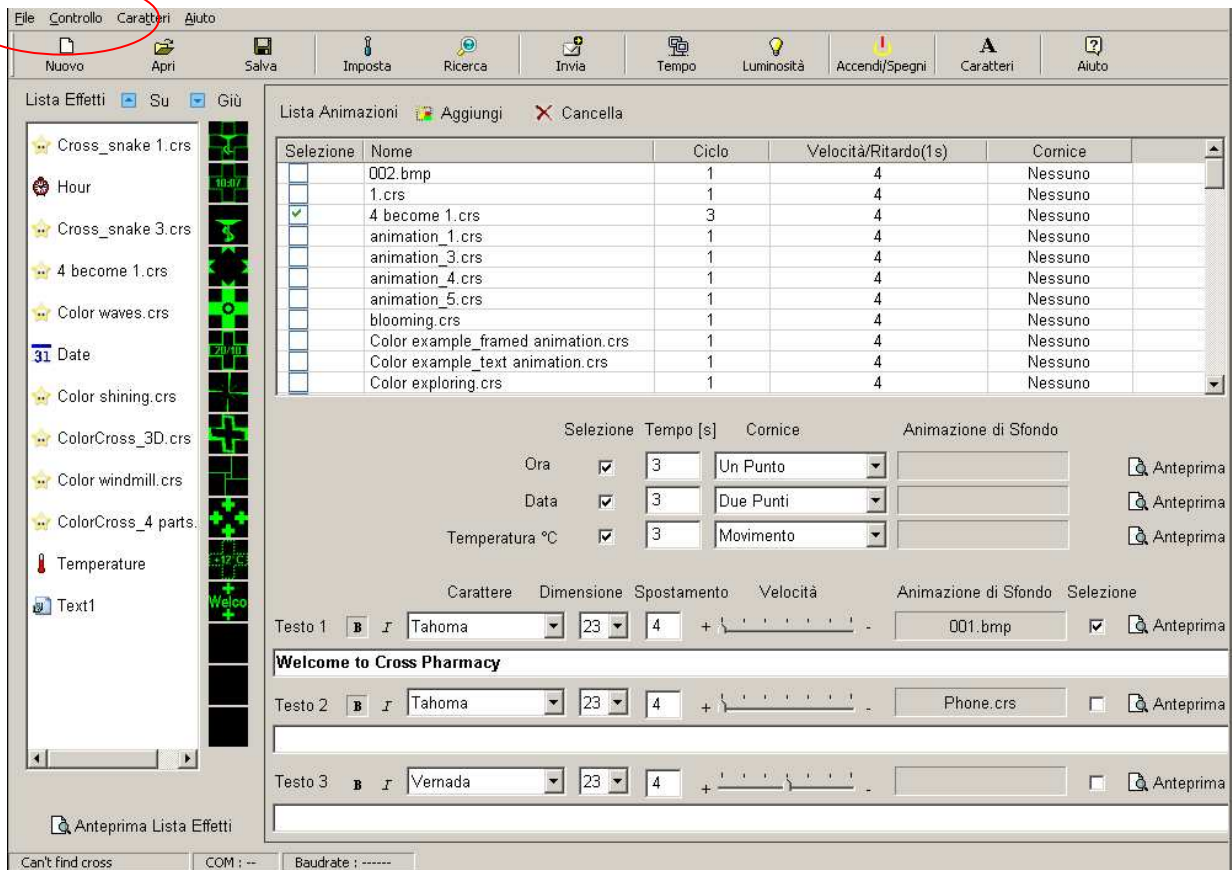 File Controllo Caratteri Aiuto
Nuovo Apri Salva Imposta Ricerca Invia Tempo Luminosità Accendi/Spegni Caratteri Aiuto
Lista Effetti Su Giù
Cross_snake 1.crs
Hour
10:07
Cross_snake 3.crs
4 become 1.crs
Color waves.crs
31 Date
20/10
Color shining.crs
ColorCross_3D.crs
Color windmill.crs
ColorCross_4 parts.
Temperature
+12°C
Text1
Welco
Anteprima Lista Effetti
Lista Animazioni Aggiungi Cancella
Selezione Nome Ciclo Velocità/Ritardo(1s) Cornice
002.bmp 1 4 Nessuno
1.crs 1 4 Nessuno
4 become 1.crs 3 4 Nessuno
animation_1.crs 1 4 Nessuno
animation_3.crs 1 4 Nessuno
animation_4.crs 1 4 Nessuno
animation_5.crs 1 4 Nessuno
blooming.crs 1 4 Nessuno
Color example_framed animation.crs 1 4 Nessuno
Color example_text animation.crs 1 4 Nessuno
Color exploring.crs 1 4 Nessuno
Selezione Tempo [s] Cornice Animazione di Sfondo
Ora 3 Un Punto Anteprima
Data 3 Due Punti Anteprima
Temperatura °C 3 Movimento Anteprima
Carattere Dimensione Spostamento Velocità Animazione di Sfondo Selezione
Testo 1 B I Tahoma 23 4 + - 001.bmp Anteprima
Welcome to Cross Pharmacy
Testo 2 B I Tahoma 23 4 + - Phone.crs Anteprima
Testo 3 B I Vernada 23 4 + - Anteprima
Can't find cross COM : -- Baudrate : ------